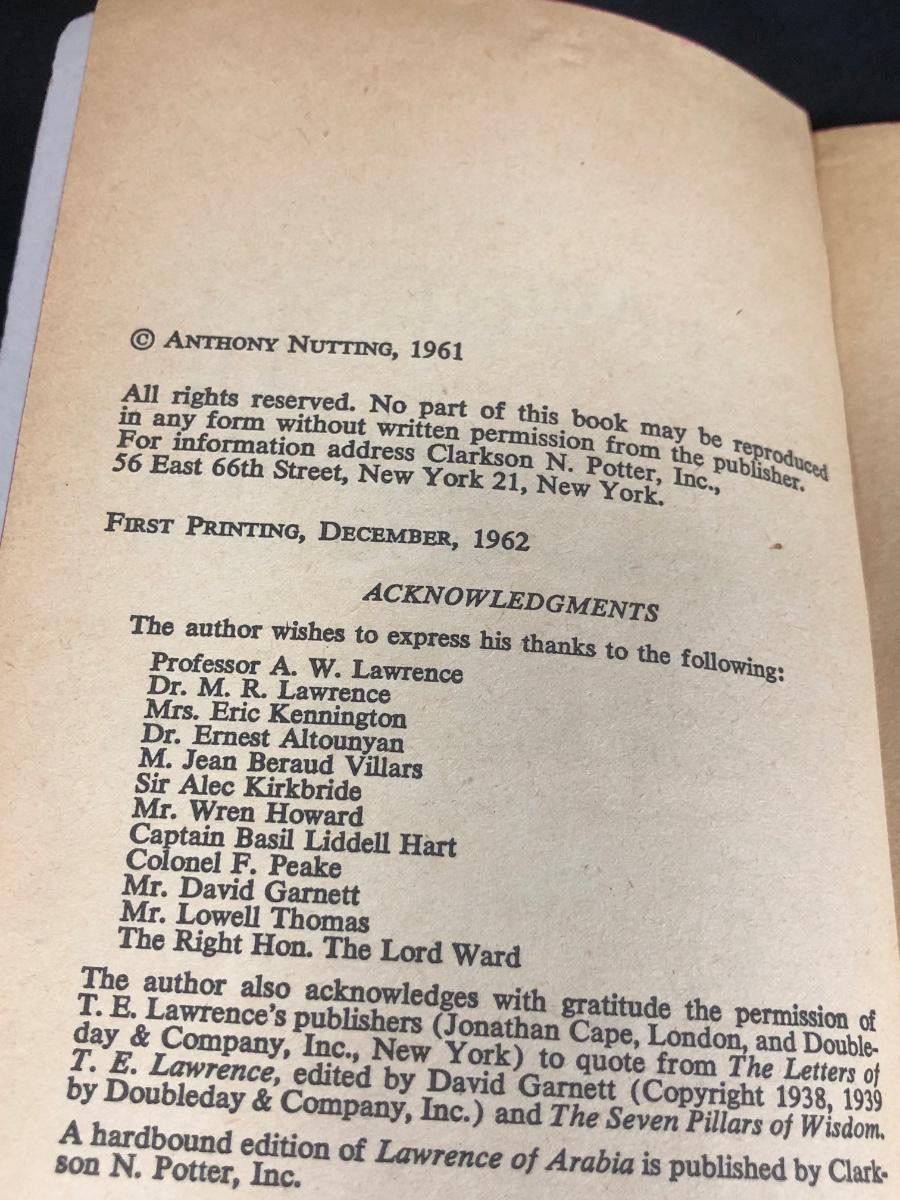 © ANTHONY NUTTING, 1961
All rights reserved. No part of this book may be reproduced
in any form without written permission from the publisher.
For information address Clarkson N. Potter, Inc.,
56 East 66th Street, New York 21, New York.
FIRST PRINTING, DECEMBER, 1962
ACKNOWLEDGMENTS
The author wishes to express his thanks to the following:
Professor A. W. Lawrence
Dr. M. R. Lawrence
Mrs. Eric Kennington
Dr. Ernest Altounyan
M. Jean Beraud Villars
Sir Alec Kirkbride
Mr. Wren Howard
Captain Basil Liddell Hart
Colonel F. Peake
Mr. David Garnett
Mr. Lowell Thomas
The Right Hon. The Lord Ward
The author also acknowledges with gratitude the permission of
T. E. Lawrence's publishers (Jonathan Cape, London, and Double-
day & Company, Inc., New York) to quote from The Letters of
T. E. Lawrence, edited by David Garnett (Copyright 1938, 1939
by Doubleday & Company, Inc.) and The Seven Pillars of Wisdom.
A hardbound edition of Lawrence of Arabia is published by Clark-
son N. Potter, Inc.